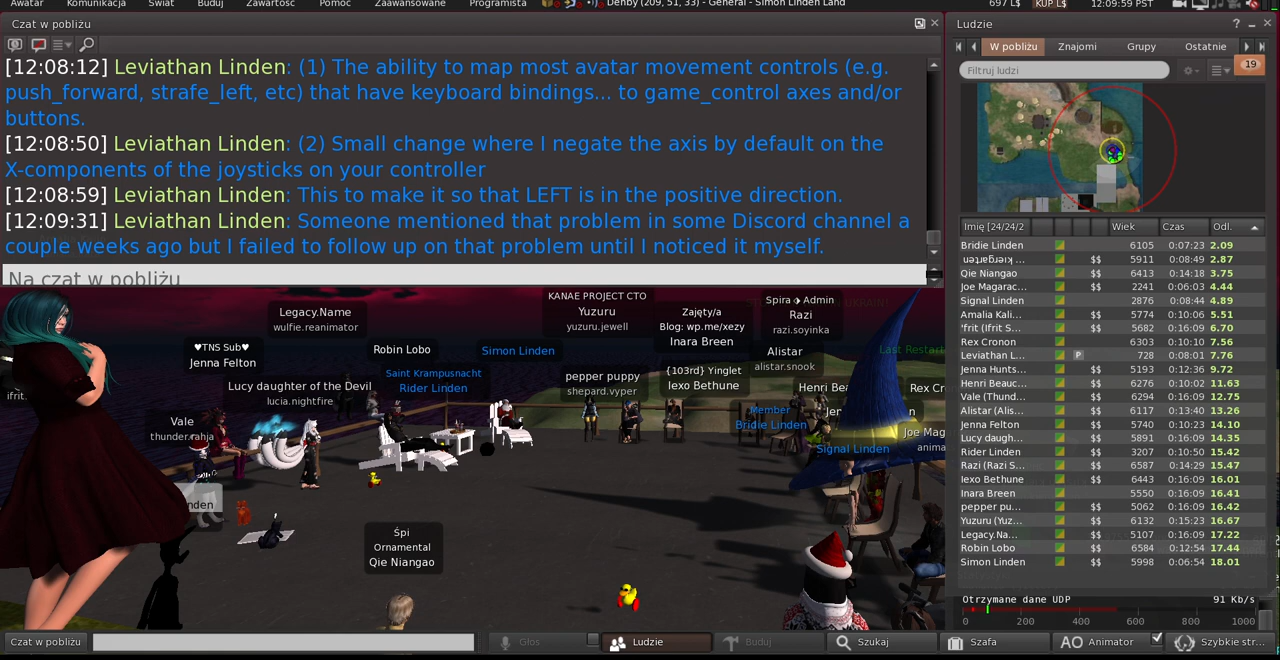 Awatar Komunikacja Świat Buduj Zawartość Pomoc Zaawansowane Programista Denby (209, 51, 33) - General - Simon Linden Land 697 L$ KUP L$ 12:09:59 PST
Czat w pobliżu
[12:08:12] Leviathan Linden: (1) The ability to map most avatar movement controls (e.g.
push_forward, strafe_left, etc) that have keyboard bindings... to game_control axes and/or
buttons.
[12:08:50] Leviathan Linden: (2) Small change where I negate the axis by default on the
X-components of the joysticks on your controller
[12:08:59] Leviathan Linden: This to make it so that LEFT is in the positive direction.
[12:09:31] Leviathan Linden: Someone mentioned that problem in some Discord channel a
couple weeks ago but I failed to follow up on that problem until I noticed it myself.
Na czat w pobliżu
Legacy.Name
wulfie.reanimator
KANAE PROJECT CTO
Yuzuru
yuzuru.jewell
Zajęty/a
Blog: wp.me/xezy
Inara Breen
Spira ⬗ Admin
Razi
razi.soyinka
♥TNS Sub♥
Jenna Felton
Robin Lobo
Simon Linden
Alistar
alistar.snook
Last Restart
ifrit.
Lucy daughter of the Devil
lucia.nightfire
Saint Krampusnacht
Rider Linden
pepper puppy
shepard.vyper
{103rd} Yinglet
Iexo Bethune
Henri Bea
Rex Cr
Vale
thunder.rahja
Member
Bridie Linden
Signal Linden
Joe Mag
anima
nden
Śpi
Ornamental
Qie Niangao
Ludzie
W pobliżu Znajomi Grupy Ostatnie
Filtruj ludzi
19
Imię [24/24/2 Wiek Czas Odl.
Bridie Linden 6105 0:07:23 2.09
$$ 5911 0:08:49 2.87
Qie Niangao 6413 0:14:18 3.75
Joe Magarac... $$ 2241 0:06:03 4.44
Signal Linden 2876 0:08:44 4.89
Amalia Kali... $$ 5774 0:10:06 5.51
'frit (Ifrit S... $$ 5682 0:16:09 6.70
Rex Cronon 6303 0:10:10 7.56
Leviathan L... P 728 0:08:01 7.76
Jenna Hunts... $$ 5193 0:12:36 9.72
Henri Beauc... $$ 6276 0:10:02 11.63
Vale (Thund... $$ 6294 0:16:09 12.75
Alistar (Alis... $$ 6117 0:13:40 13.26
Jenna Felton $$ 5740 0:10:23 14.10
Lucy daugh... $$ 5891 0:16:09 14.35
Rider Linden $$ 3207 0:10:50 15.42
Razi (Razi S... $$ 6587 0:14:29 15.47
Iexo Bethune $$ 6443 0:16:09 16.01
Inara Breen 5550 0:16:09 16.41
pepper pu... $$ 5062 0:16:09 16.42
Yuzuru (Yuz... $$ 6132 0:15:23 16.67
Legacy.Na... $$ 5107 0:16:09 17.22
Robin Lobo $$ 6584 0:12:54 17.44
Simon Linden $$ 5998 0:06:54 18.01
Otrzymane dane UDP 91 Kb/s
0 200 400 600 800 1000
Czat w pobliżu Głos Ludzie Buduj Szukaj Szafa AO Animator Szybkie str...